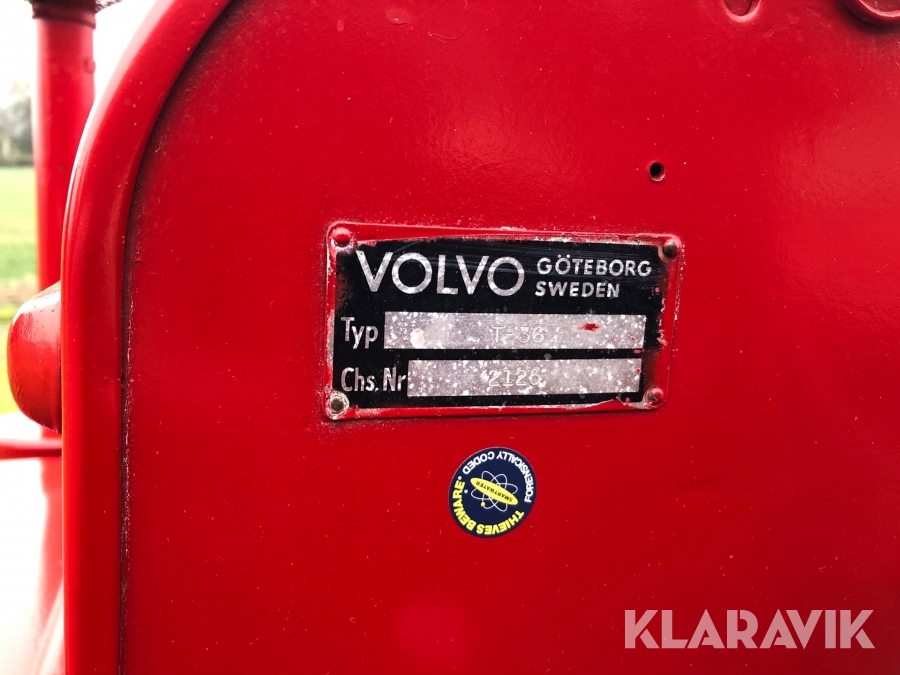 VOLVO GÖTEBORG
SWEDEN
Typ T-36
Chs. Nr 2126
FORENSICALLY CODED
SMARTWATER
THIEVES BEWARE
KLARAVIK